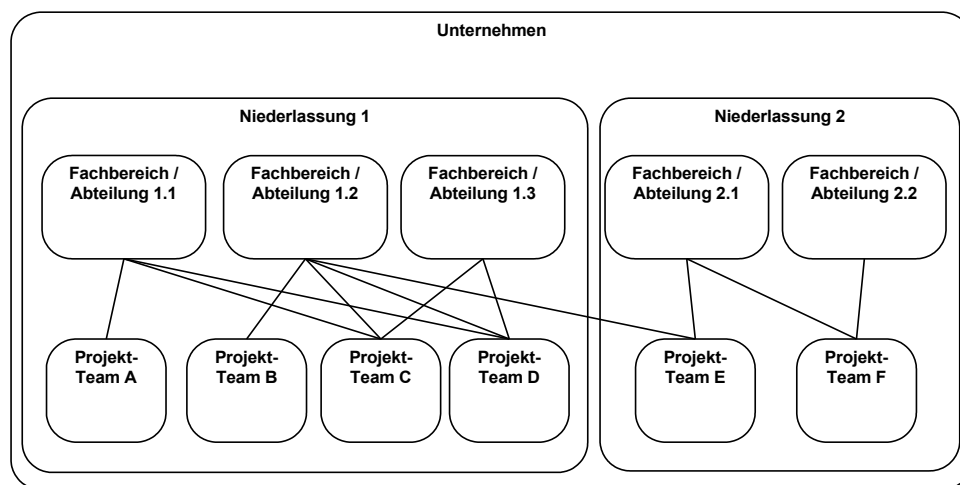 Unternehmen
Niederlassung 1
Niederlassung 2
Fachbereich /
Abteilung 1.1
Fachbereich /
Abteilung 1.2
Fachbereich /
Abteilung 1.3
Fachbereich /
Abteilung 2.1
Fachbereich /
Abteilung 2.2
Projekt-
Team A
Projekt-
Team B
Projekt-
Team C
Projekt-
Team D
Projekt-
Team E
Projekt-
Team F